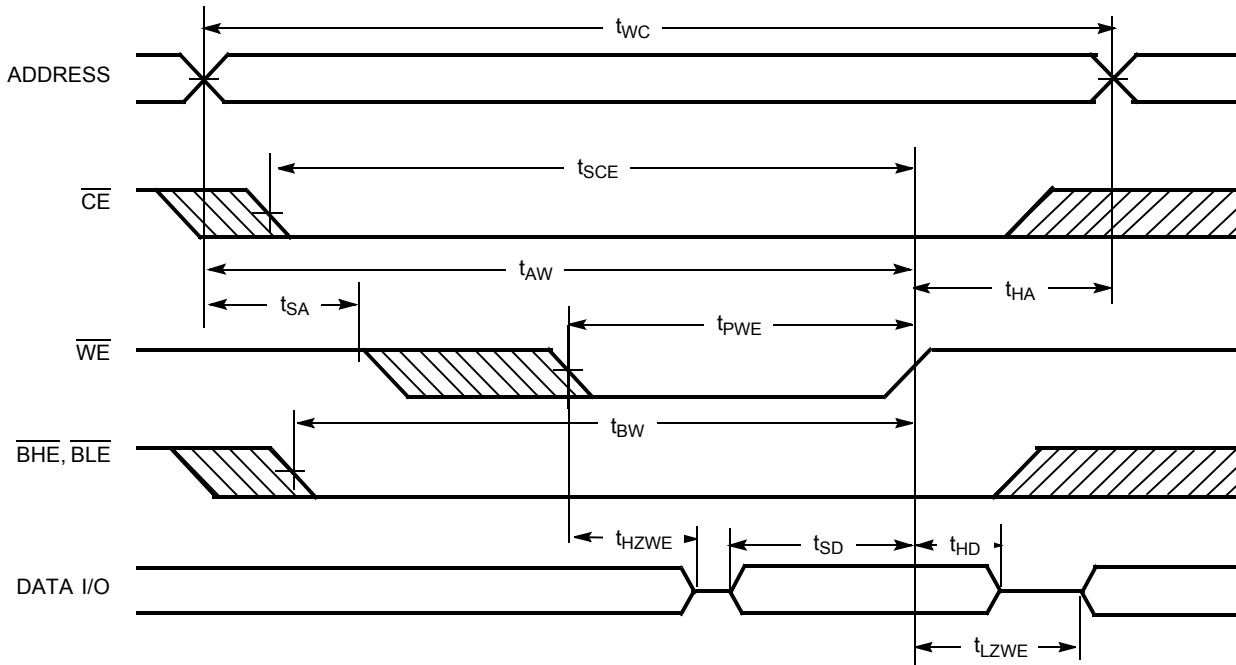 tWC
ADDRESS
tSCE
CE
tAW
tSA
tHA
tPWE
WE
tBW
BHE, BLE
tHZWE
tSD
tHD
DATA I/O
tLZWE